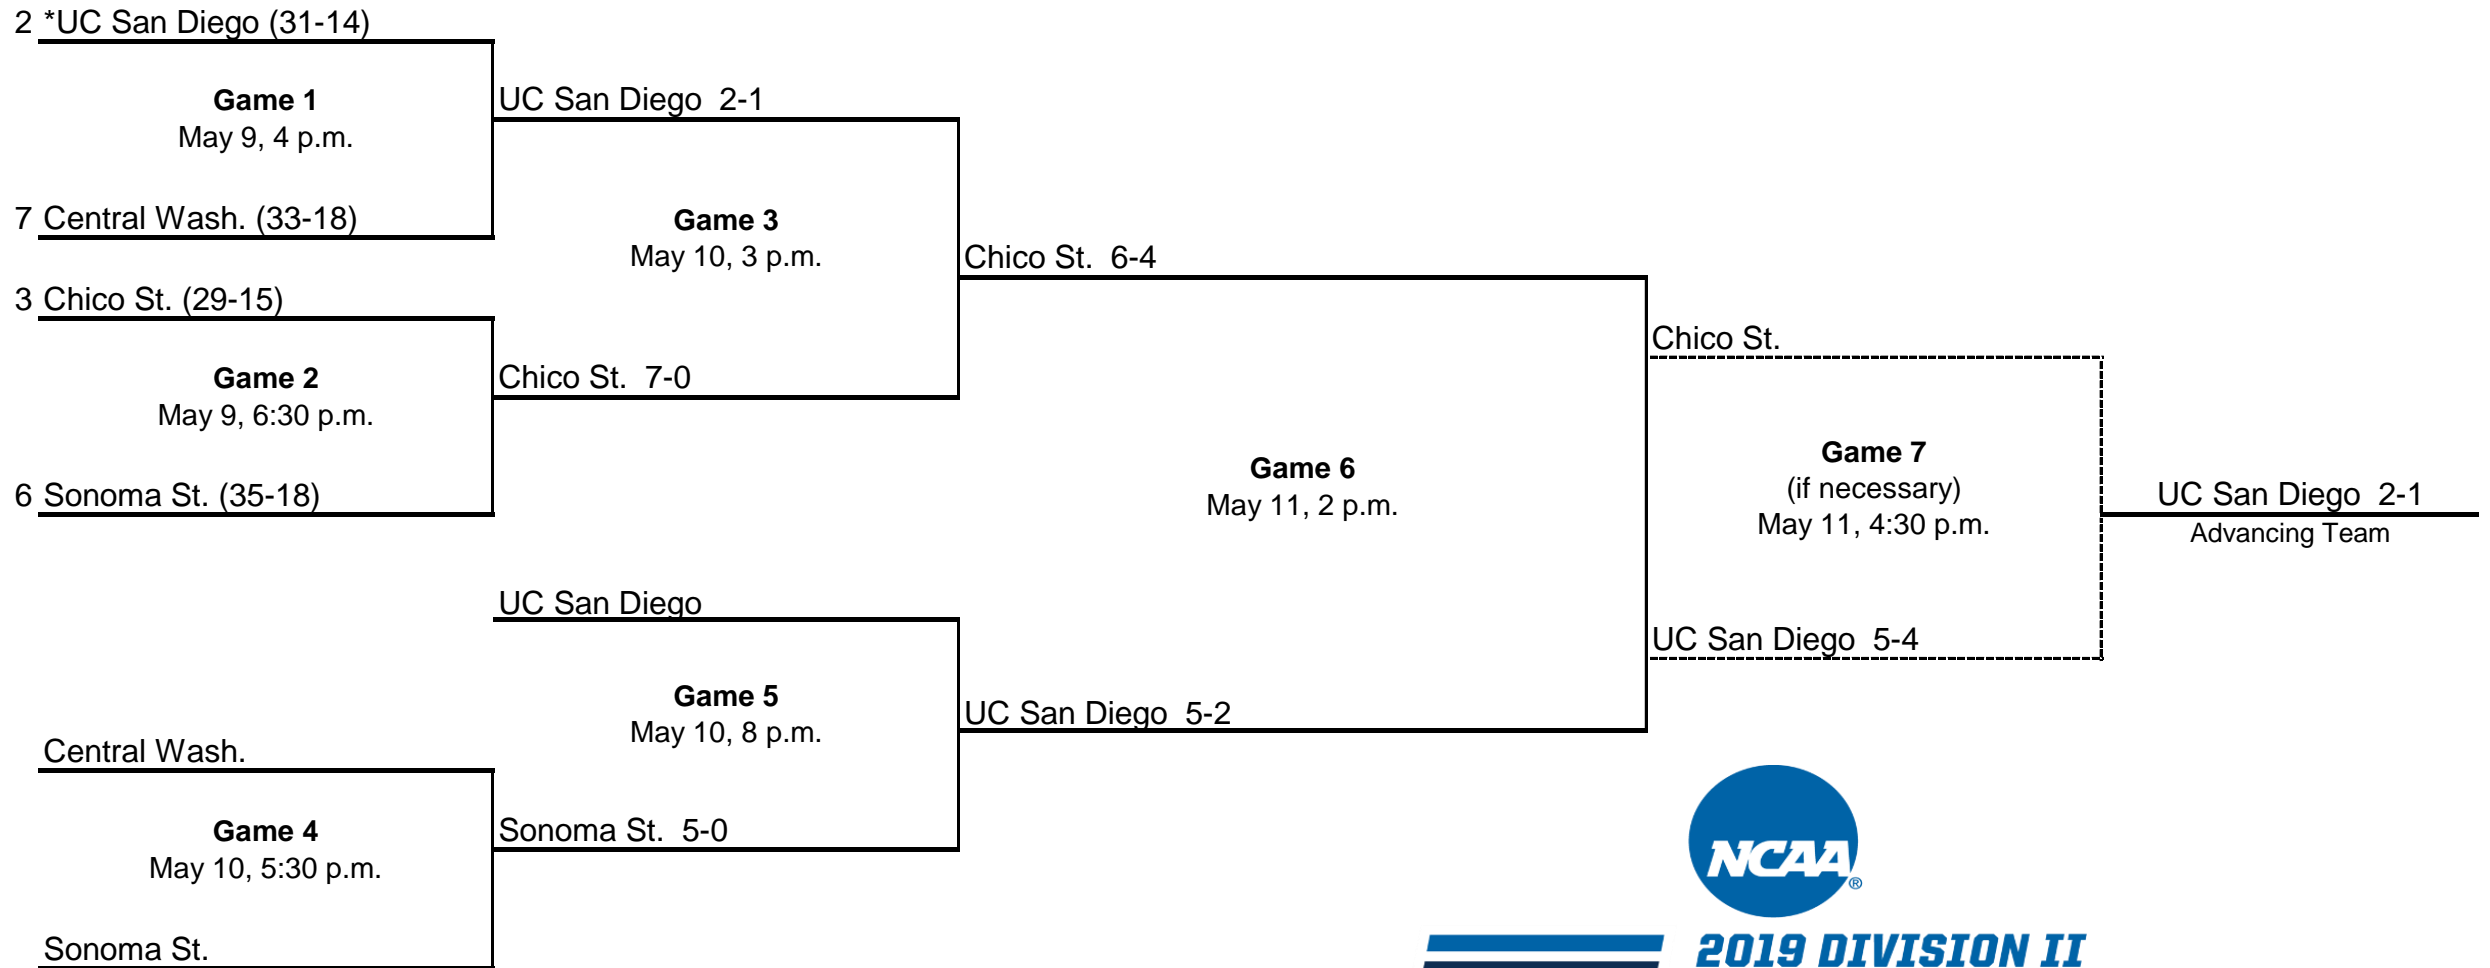 2 *UC San Diego (31-14)
Game 1
May 9, 4 p.m.
7 Central Wash. (33-18)
UC San Diego 2-1
Game 3
May 10, 3 p.m.
3 Chico St. (29-15)
Game 2
May 9, 6:30 p.m.
6 Sonoma St. (35-18)
Chico St. 7-0
Chico St. 6-4
Game 6
May 11, 2 p.m.
Chico St.
Game 7
(if necessary)
May 11, 4:30 p.m.
UC San Diego 5-4
UC San Diego 2-1
Advancing Team
UC San Diego
Game 5
May 10, 8 p.m.
UC San Diego 5-2
Central Wash.
Game 4
May 10, 5:30 p.m.
Sonoma St.
Sonoma St. 5-0
NCAA®
2019 DIVISION II